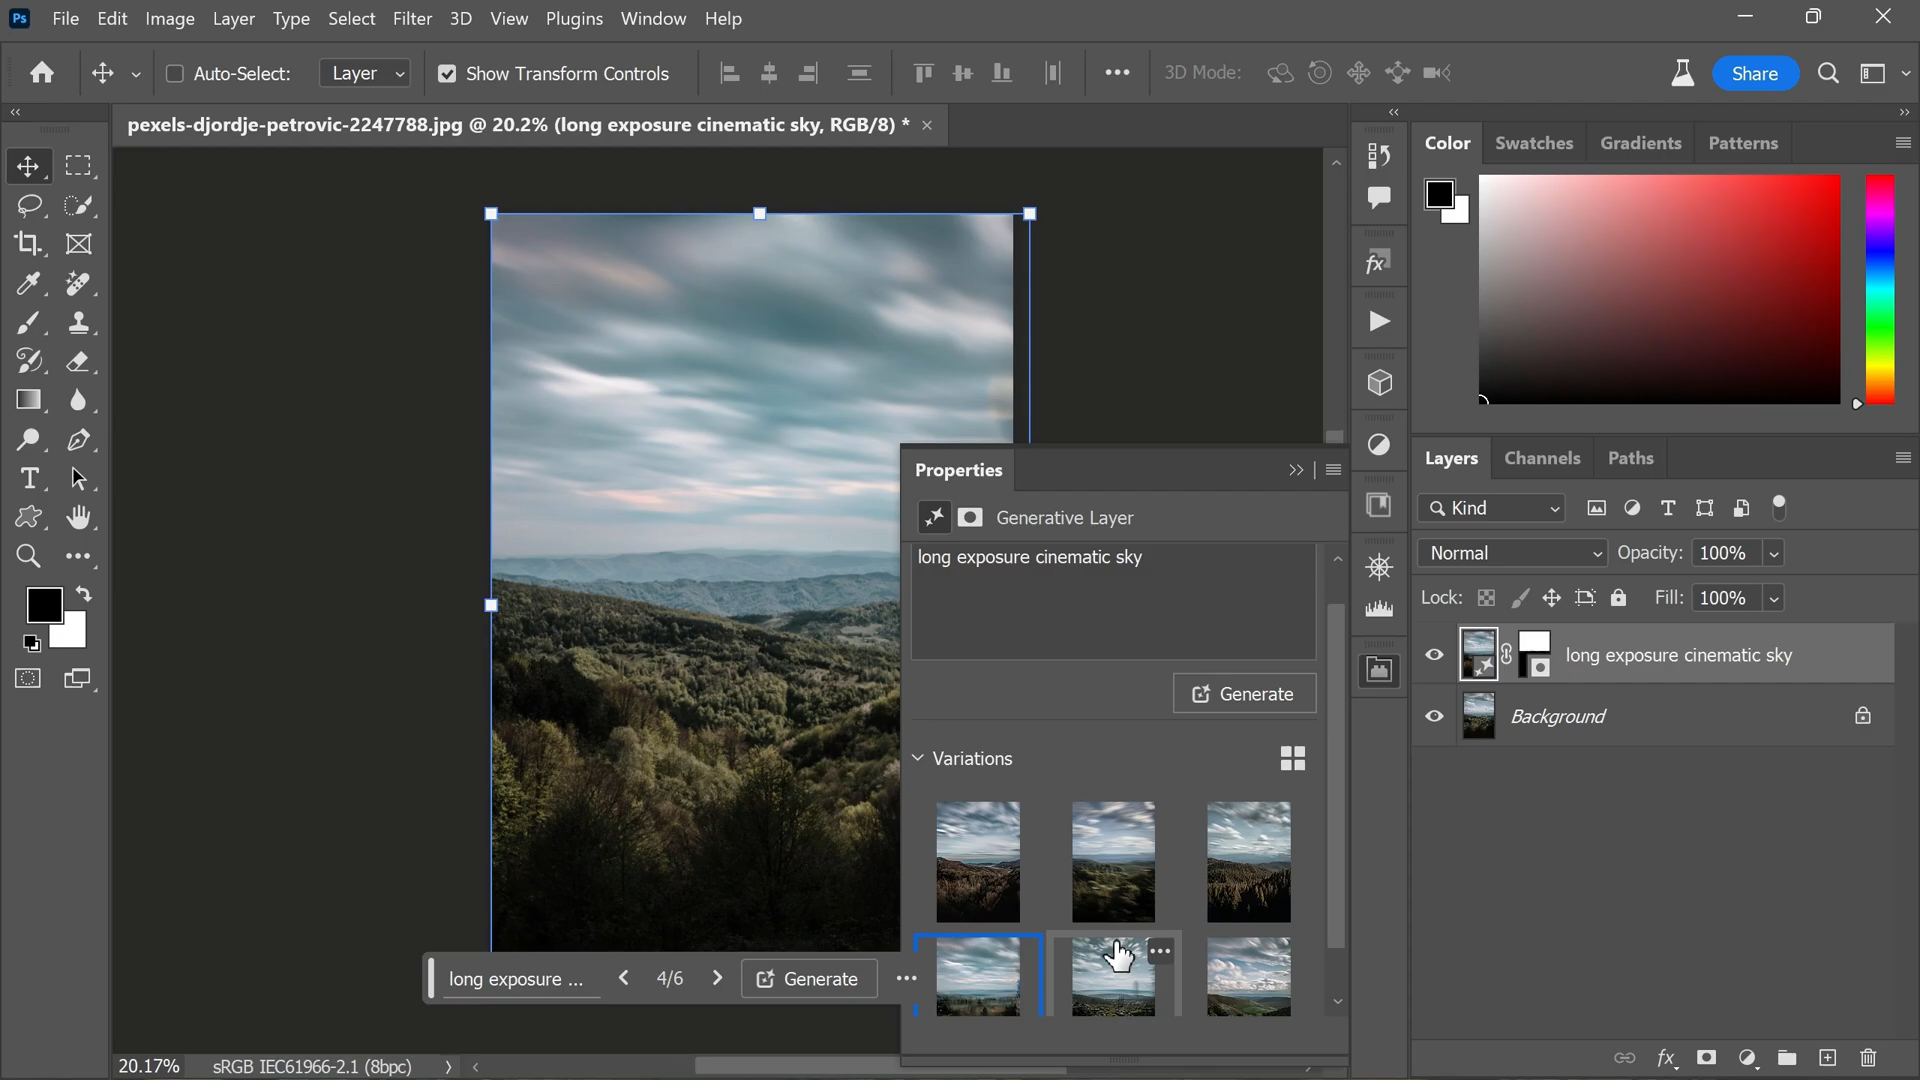 Ps File Edit Image Layer Type Select Filter 3D View Plugins Window Help
Auto-Select: Layer Show Transform Controls 3D Mode: Share
pexels-djordje-petrovic-2247788.jpg @ 20.2% (long exposure cinematic sky, RGB/8) *
Color Swatches Gradients Patterns
Properties
Generative Layer
long exposure cinematic sky
Generate
Variations
long exposure ... 4/6 Generate
Layers Channels Paths
Kind
Normal Opacity: 100%
Lock: Fill: 100%
long exposure cinematic sky
Background
fx
20.17% sRGB IEC61966-2.1 (8bpc)